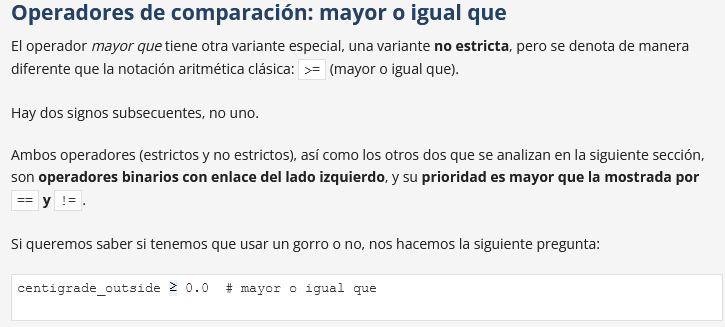 Operadores de comparación: mayor o igual que
El operador mayor que tiene otra variante especial, una variante no estricta, pero se denota de manera
diferente que la notación aritmética clásica: >= (mayor o igual que).
Hay dos signos subsecuentes, no uno.
Ambos operadores (estrictos y no estrictos), así como los otros dos que se analizan en la siguiente sección,
son operadores binarios con enlace del lado izquierdo, y su prioridad es mayor que la mostrada por
== y != .
Si queremos saber si tenemos que usar un gorro o no, nos hacemos la siguiente pregunta:
centigrade_outside ≥ 0.0  # mayor o igual que